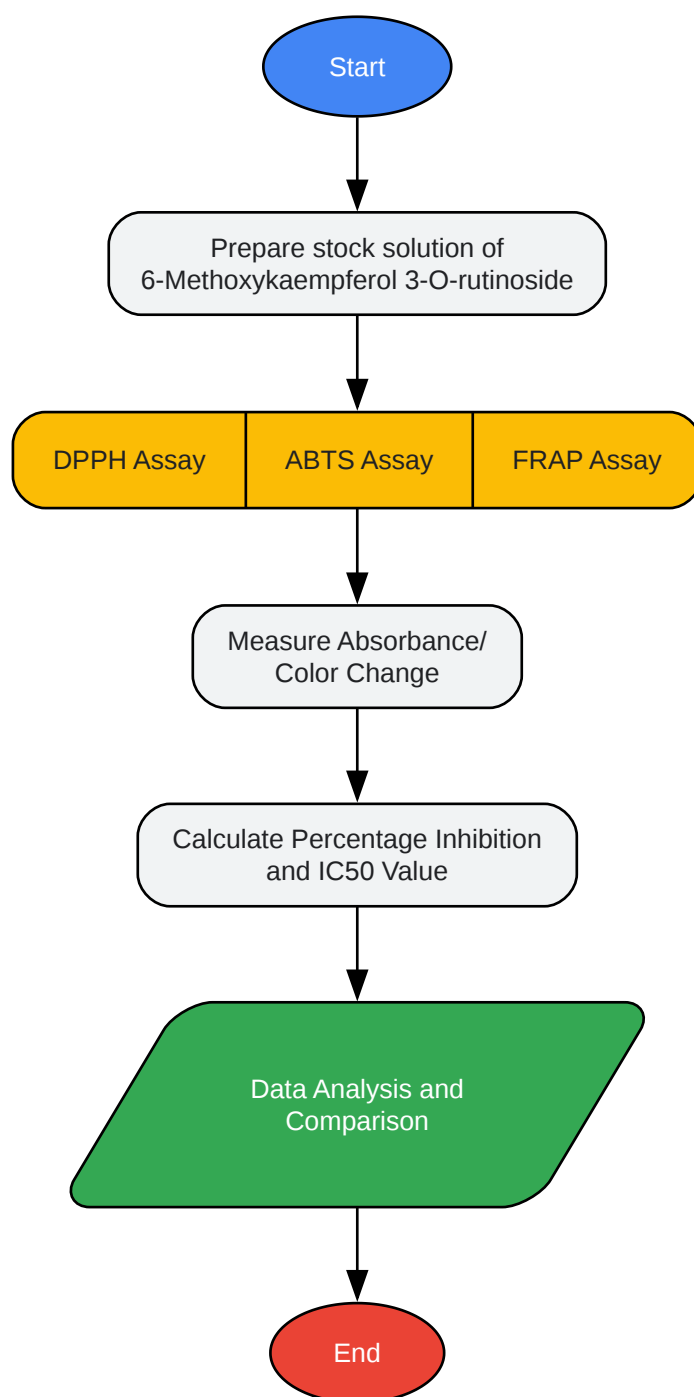 Start
Prepare stock solution of
6-Methoxykaempferol 3-O-rutinoside
DPPH Assay
ABTS Assay
FRAP Assay
Measure Absorbance/
Color Change
Calculate Percentage Inhibition
and IC50 Value
Data Analysis and
Comparison
End